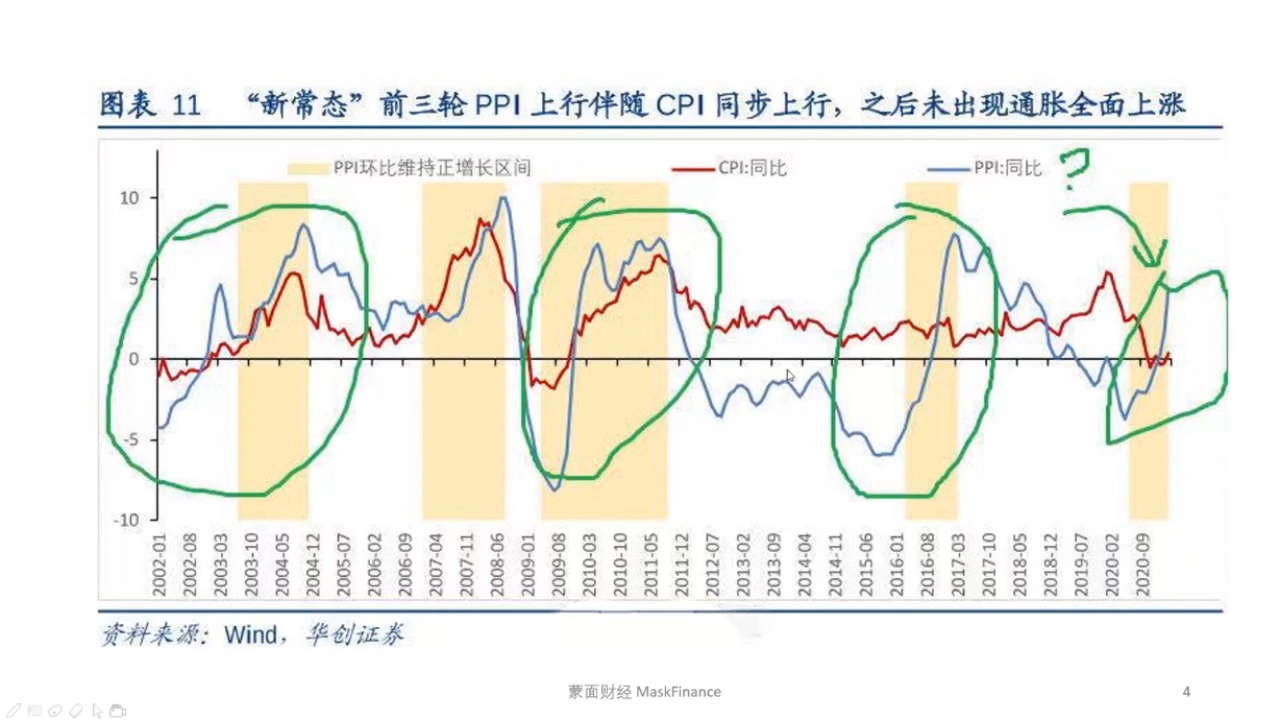 图表 11 “新常态”前三轮 PPI 上行伴随 CPI 同步上行，之后未出现通胀全面上涨
PPI环比维持正增长区间 CPI:同比 PPI:同比 ?
10
5
0
-5
-10
2002-01 2002-08 2003-03 2003-10 2004-05 2004-12 2005-07 2006-02 2006-09 2007-04 2007-11 2008-06 2009-01 2009-08 2010-03 2010-10 2011-05 2011-12 2012-07 2013-02 2013-09 2014-04 2014-11 2015-06 2016-01 2016-08 2017-03 2017-10 2018-05 2018-12 2019-07 2020-02 2020-09
资料来源：Wind，华创证券
蒙面财经 MaskFinance 4